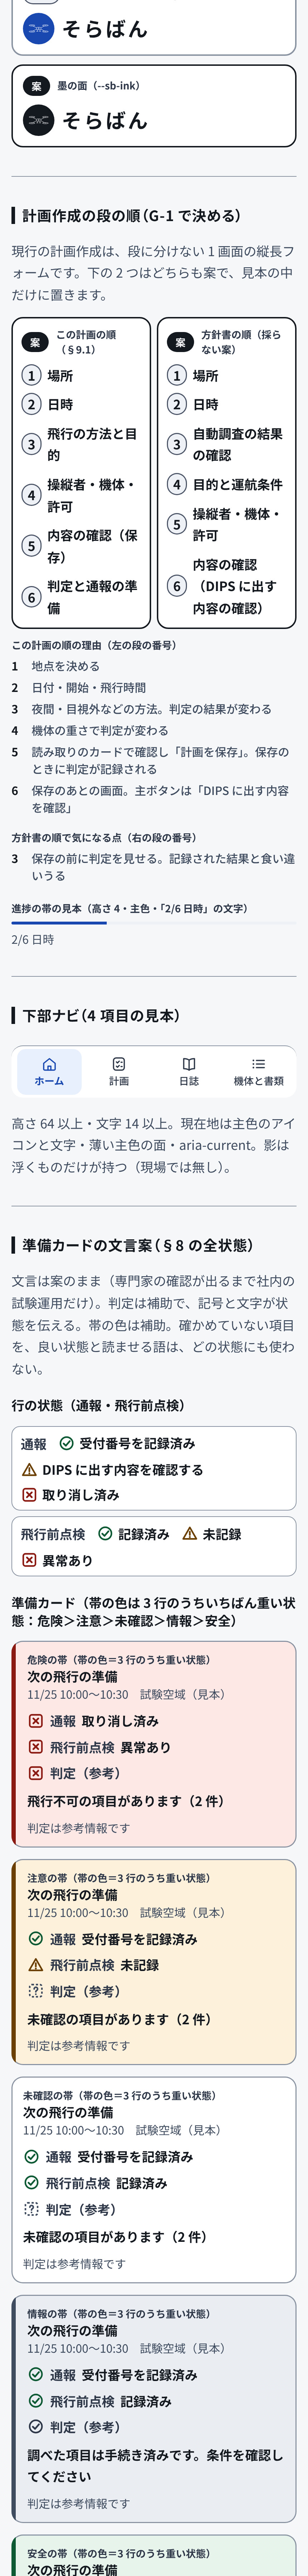 そらばん
案 墨の面（--sb-ink）
そらばん
計画作成の段の順（G-1 で決める）
現行の計画作成は、段に分けない 1 画面の縦長フ
ォームです。下の 2 つはどちらも案で、見本の中
だけに置きます。
案 この計画の順
（§9.1）
1 場所
2 日時
3 飛行の方法と目
的
4 操縦者・機体・
許可
5 内容の確認（保
存）
6 判定と通報の準
備
案 方針書の順（採ら
ない案）
1 場所
2 日時
3 自動調査の結果
の確認
4 目的と運航条件
5 操縦者・機体・
許可
6 内容の確認
（DIPS に出す
内容の確認）
この計画の順の理由（左の段の番号）
1 地点を決める
2 日付・開始・飛行時間
3 夜間・目視外などの方法。判定の結果が変わる
4 機体の重さで判定が変わる
5 読み取りのカードで確認し「計画を保存」。保存の
ときに判定が記録される
6 保存のあとの画面。主ボタンは「DIPS に出す内容
を確認」
方針書の順で気になる点（右の段の番号）
3 保存の前に判定を見せる。記録された結果と食い違
いうる
進捗の帯の見本（高さ 4・主色・「2/6 日時」の文字）
2/6 日時
下部ナビ（4 項目の見本）
ホーム 計画 日誌 機体と書類
高さ 64 以上・文字 14 以上。現在地は主色のアイ
コンと文字・薄い主色の面・aria-current。影は
浮くものだけが持つ（現場では無し）。
準備カードの文言案（§8 の全状態）
文言は案のまま（専門家の確認が出るまで社内の
試験運用だけ）。判定は補助で、記号と文字が状
態を伝える。帯の色は補助。確かめていない項目
を、良い状態と読ませる語は、どの状態にも使わ
ない。
行の状態（通報・飛行前点検）
通報 受付番号を記録済み
DIPS に出す内容を確認する
取り消し済み
飛行前点検 記録済み 未記録
異常あり
準備カード（帯の色は 3 行のうちいちばん重い状
態：危険＞注意＞未確認＞情報＞安全）
危険の帯（帯の色＝3 行のうち重い状態）
次の飛行の準備
11/25 10:00〜10:30 試験空域（見本）
通報 取り消し済み
飛行前点検 異常あり
判定（参考）
飛行不可の項目があります（2 件）
判定は参考情報です
注意の帯（帯の色＝3 行のうち重い状態）
次の飛行の準備
11/25 10:00〜10:30 試験空域（見本）
通報 受付番号を記録済み
飛行前点検 未記録
判定（参考）
未確認の項目があります（2 件）
判定は参考情報です
未確認の帯（帯の色＝3 行のうち重い状態）
次の飛行の準備
11/25 10:00〜10:30 試験空域（見本）
通報 受付番号を記録済み
飛行前点検 記録済み
判定（参考）
未確認の項目があります（2 件）
判定は参考情報です
情報の帯（帯の色＝3 行のうち重い状態）
次の飛行の準備
11/25 10:00〜10:30 試験空域（見本）
通報 受付番号を記録済み
飛行前点検 記録済み
判定（参考）
調べた項目は手続き済みです。条件を確認し
てください
判定は参考情報です
安全の帯（帯の色＝3 行のうち重い状態）
次の飛行の準備